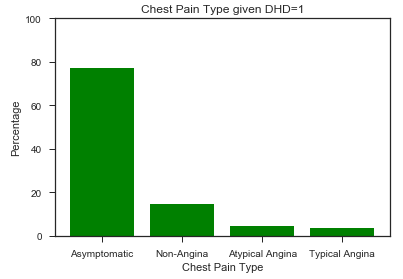 Chest Pain Type given DHD=1
100
80
60
40
20
0
Percentage
Asymptomatic Non-Angina Atypical Angina Typical Angina
Chest Pain Type